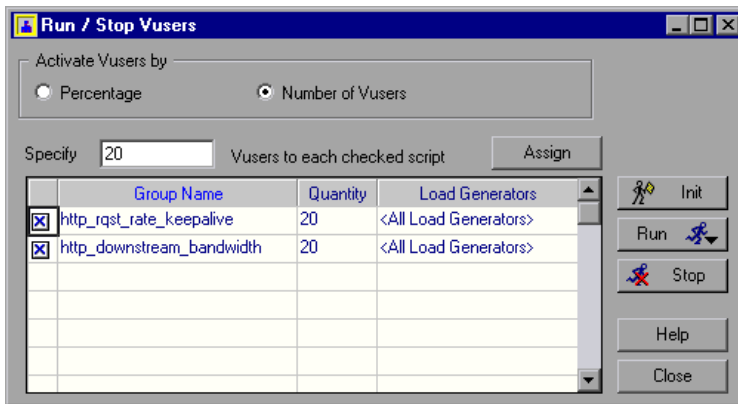 Run / Stop Vusers
Activate Vusers by
Percentage
Number of Vusers
Specify 20 Vusers to each checked script Assign
Group Name Quantity Load Generators
http_rqst_rate_keepalive 20 <All Load Generators>
http_downstream_bandwidth 20 <All Load Generators>
Init
Run
Stop
Help
Close